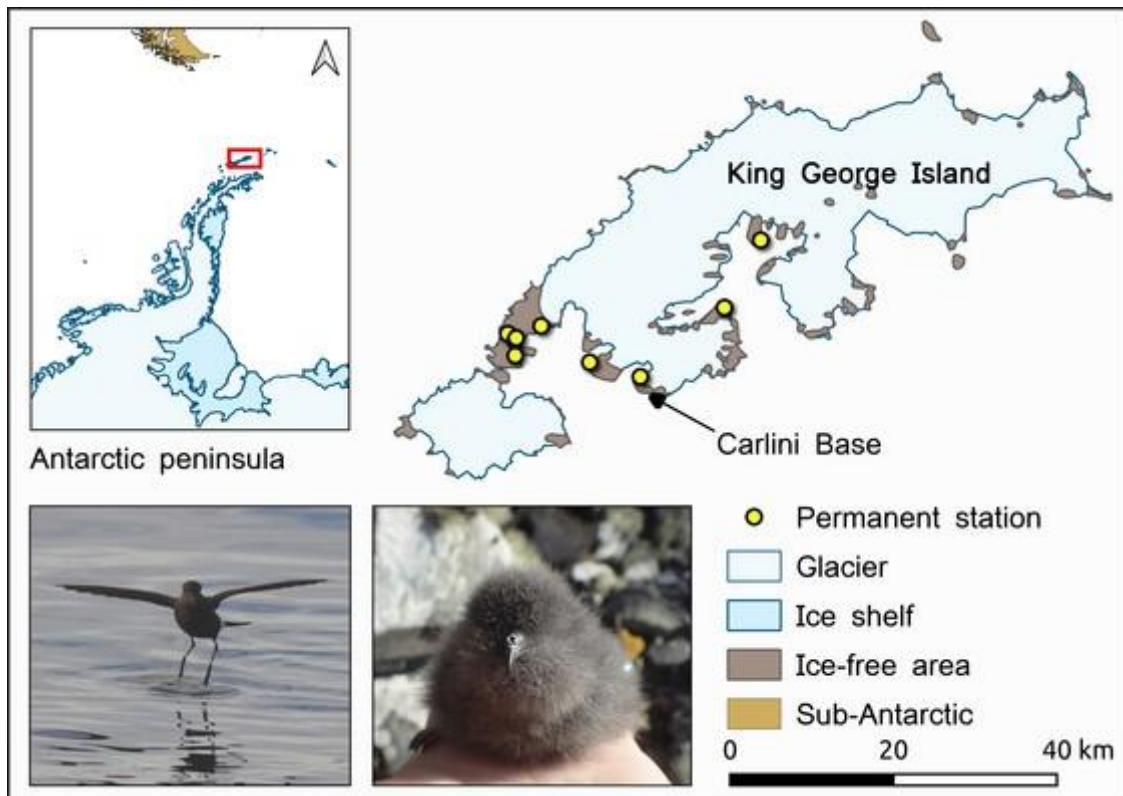 King George Island
Carlini Base
Antarctic peninsula
Permanent station
Glacier
Ice shelf
Ice-free area
Sub-Antarctic
0 20 40 km